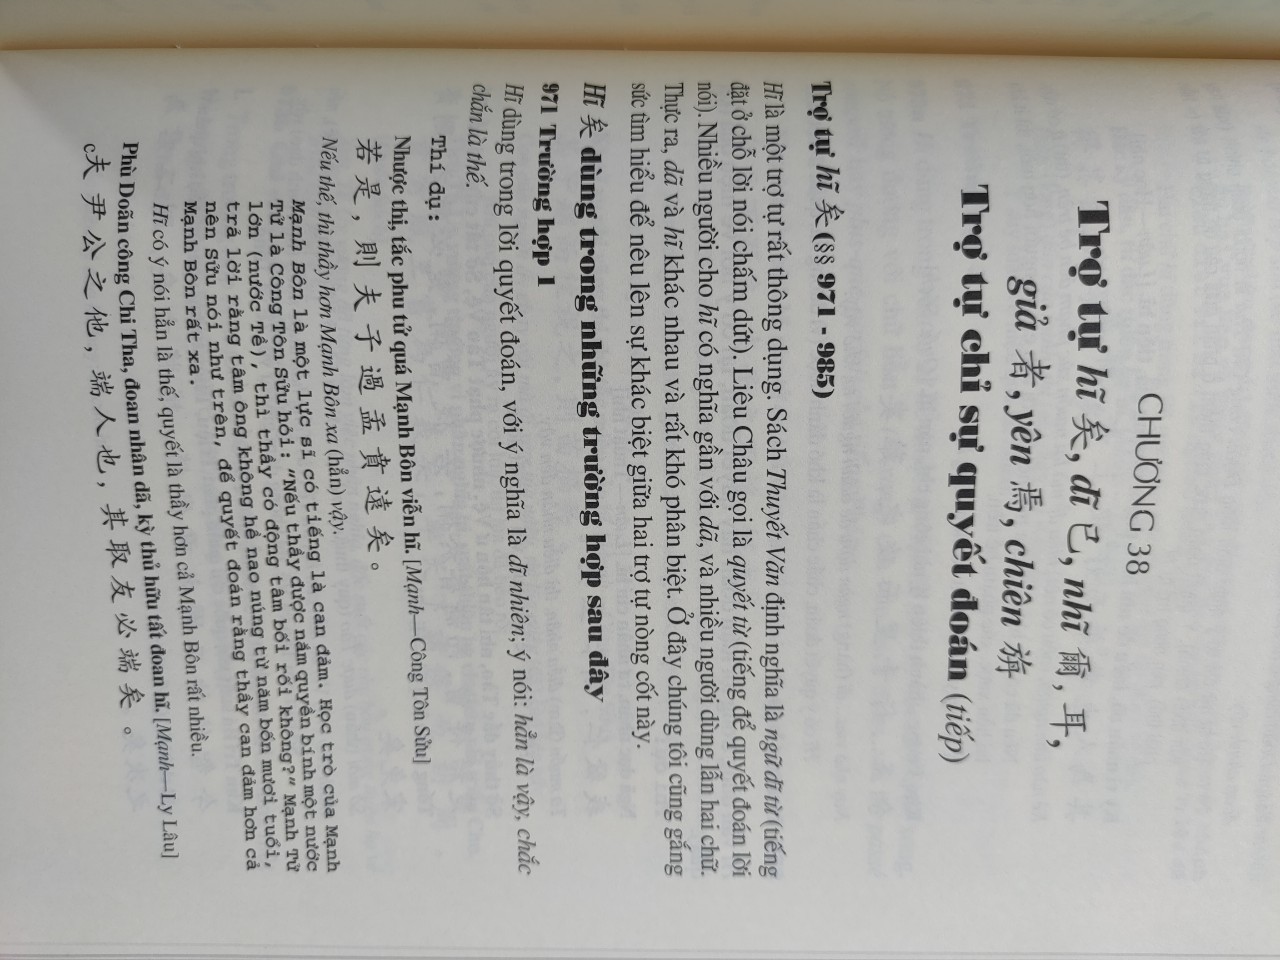 CHƯƠNG 38
Trợ tự hĩ 矣, dĩ 已, nhĩ 爾, 耳,
giả 者, yên 焉, chiên 旃
Trợ tự chỉ sự quyết đoán (tiếp)
Trợ tự hĩ 矣 (§§ 971 - 985)
Hĩ là một trợ tự rất thông dụng. Sách Thuyết Văn định nghĩa là ngữ dĩ từ (tiếng
đặt ở chỗ lời nói chấm dứt). Liêu Châu gọi là quyết từ (tiếng để quyết đoán lời
nói). Nhiều người cho hĩ có nghĩa gần với dã, và nhiều người dùng lẫn hai chữ.
Thực ra, dã và hĩ khác nhau và rất khó phân biệt. Ở đây chúng tôi cũng gắng
sức tìm hiểu để nêu lên sự khác biệt giữa hai trợ tự nòng cốt này.
Hĩ 矣 dùng trong những trường hợp sau đây
971 Trường hợp 1
Hĩ dùng trong lời quyết đoán, với ý nghĩa là dĩ nhiên; ý nói: hẳn là vậy, chắc
chắn là thế.
Thí dụ:
Nhược thị, tắc phu tử quá Mạnh Bôn viễn hĩ. [Mạnh—Công Tôn Sửu]
若是，則夫子過孟賁遠矣。
Nếu thế, thì thầy hơn Mạnh Bôn xa (hẳn) vậy.
Mạnh Bôn là một lực sĩ có tiếng là can đảm. Học trò của Mạnh
Tử là Công Tôn Sửu hỏi: "Nếu thầy được nắm quyền bính một nước
lớn (nước Tề), thì thầy có động tâm bối rối không?" Mạnh Tử
trả lời rằng tâm ông không hề nao núng từ năm bốn mươi tuổi,
nên Sửu nói như trên, để quyết đoán rằng thầy can đảm hơn cả
Mạnh Bôn rất xa.
Hĩ có ý nói hẳn là thế, quyết là thầy hơn cả Mạnh Bôn rất nhiều.
Phù Doãn công Chi Tha, đoan nhân dã, kỳ thủ hữu tất đoan hĩ. [Mạnh—Ly Lâu]
c夫尹公之他，端人也，其取友必端矣。